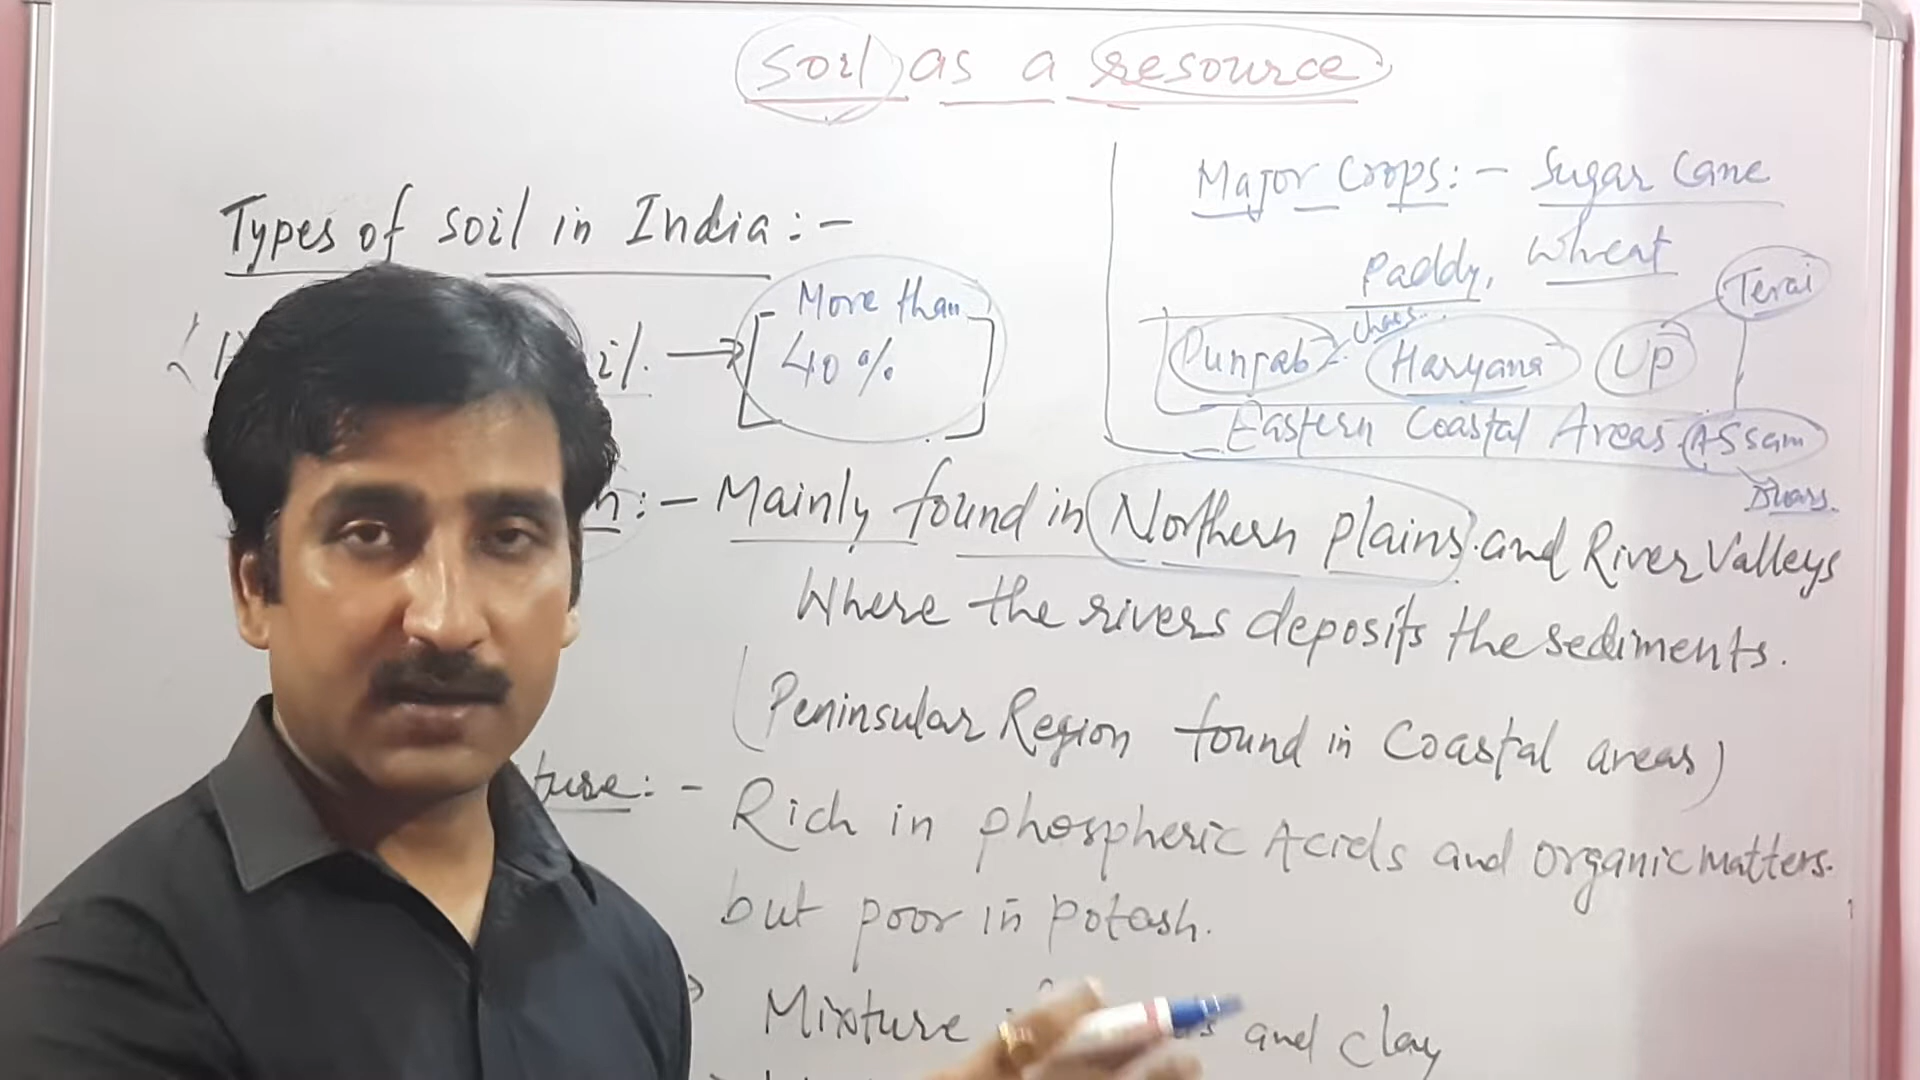 Soil as a resource
Types of soil in India :-
More than
40%
Major Crops :- Sugar Cane
Paddy, Wheat
Terai
Punjab Haryana UP
Eastern Coastal Areas Assam
Duars.
:- Mainly found in Northern plains. and River Valleys
Where the rivers deposits the sediments.
(Peninsular Region found in Coastal areas)
:- Rich in phospheric Acids and organic matters.
but poor in potash.
Mixture and clay